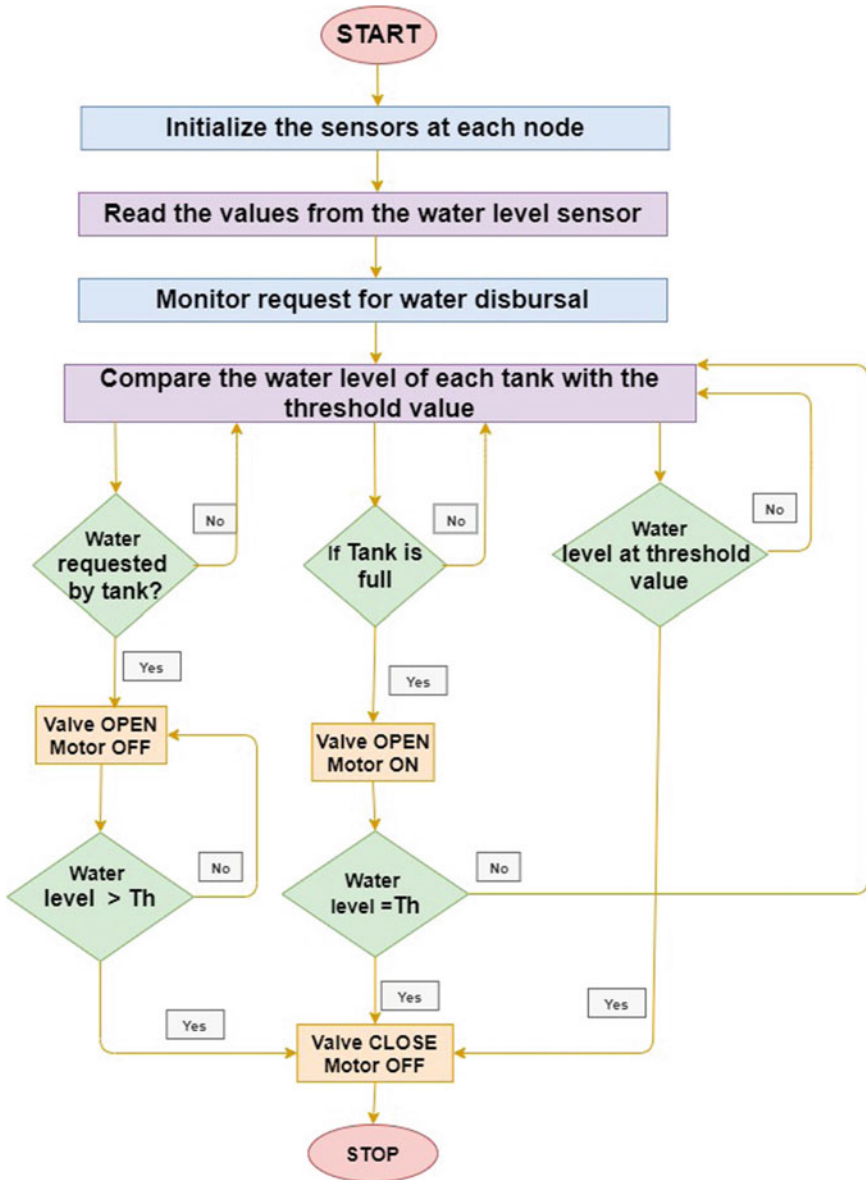 START
Initialize the sensors at each node
Read the values from the water level sensor
Monitor request for water disbursal
Compare the water level of each tank with the
threshold value
No
No
No
Water
requested
by tank?
If Tank is
full
Water
level at threshold
value
Yes
Yes
Valve OPEN
Motor OFF
Valve OPEN
Motor ON
Water
level > Th
No
Water
level =Th
No
Yes
Yes
Yes
Valve CLOSE
Motor OFF
STOP